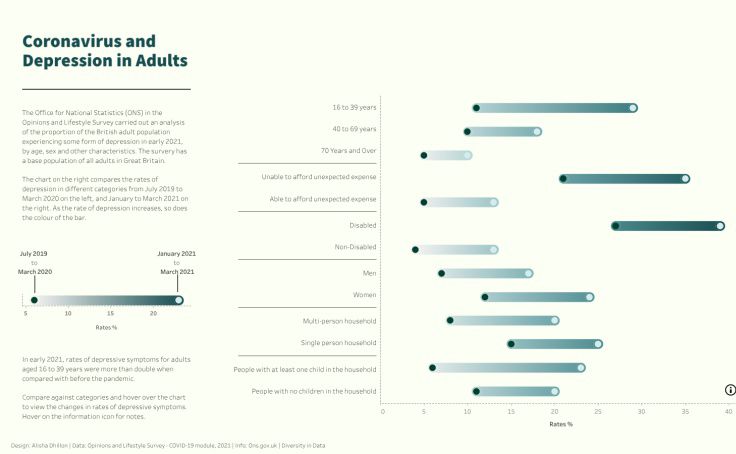 Coronavirus and
Depression in Adults
The Office for National Statistics (ONS) in the
Opinions and Lifestyle Survey carried out an analysis
of the proportion of the British adult population
experiencing some form of depression in early 2021,
by age, sex and other characteristics. The survery has
a base population of all adults in Great Britain.
The chart on the right compares the rates of
depression in different categories from July 2019 to
March 2020 on the left, and January to March 2021 on
the right. As the rate of depression increases, so does
the colour of the bar.
July 2019
to
March 2020
January 2021
to
March 2021
5 10 15 20
Rates %
In early 2021, rates of depressive symptoms for adults
aged 16 to 39 years were more than double when
compared with before the pandemic.
Compare against categories and hover over the chart
to view the changes in rates of depressive symptoms.
Hover on the information icon for notes.
16 to 39 years
40 to 69 years
70 Years and Over
Unable to afford unexpected expense
Able to afford unexpected expense
Disabled
Non-Disabled
Men
Women
Multi-person household
Single person household
People with at least one child in the household
People with no children in the household
0 5 10 15 20 25 30 35 40
Rates %
Design: Alisha Dhillon | Data: Opinions and Lifestyle Survey - COVID-19 module, 2021 | Info: Ons.gov.uk | Diversity in Data